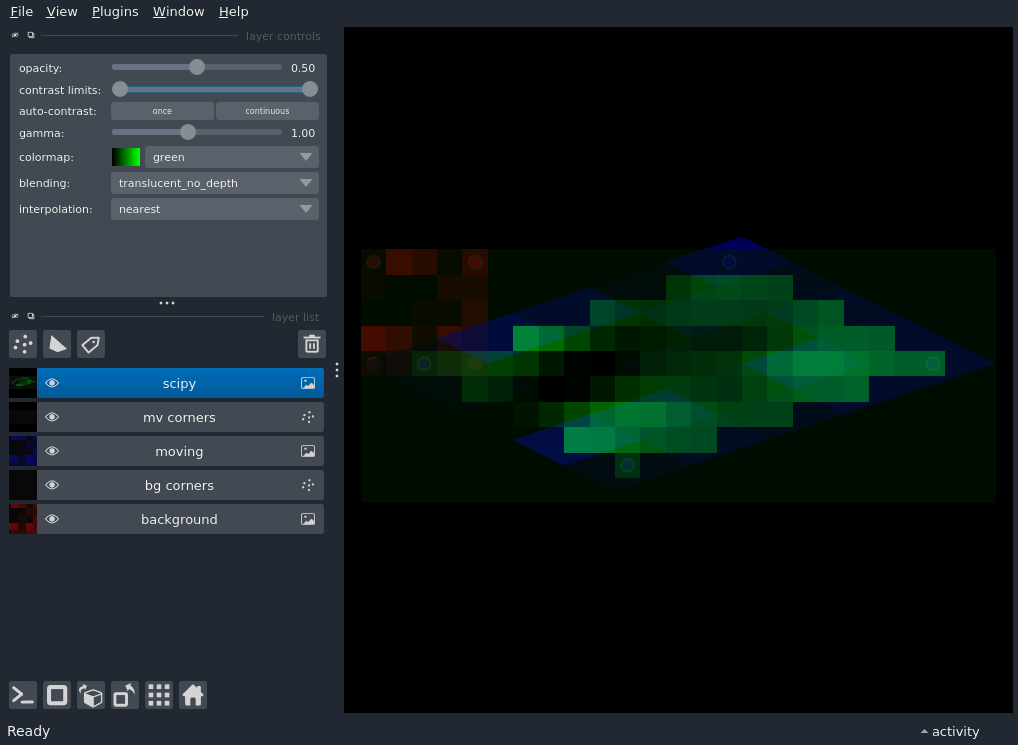 File View Plugins Window Help
layer controls
opacity: 0.50
contrast limits:
auto-contrast: once continuous
gamma: 1.00
colormap: green
blending: translucent_no_depth
interpolation: nearest
layer list
scipy
mv corners
moving
bg corners
background
Ready activity